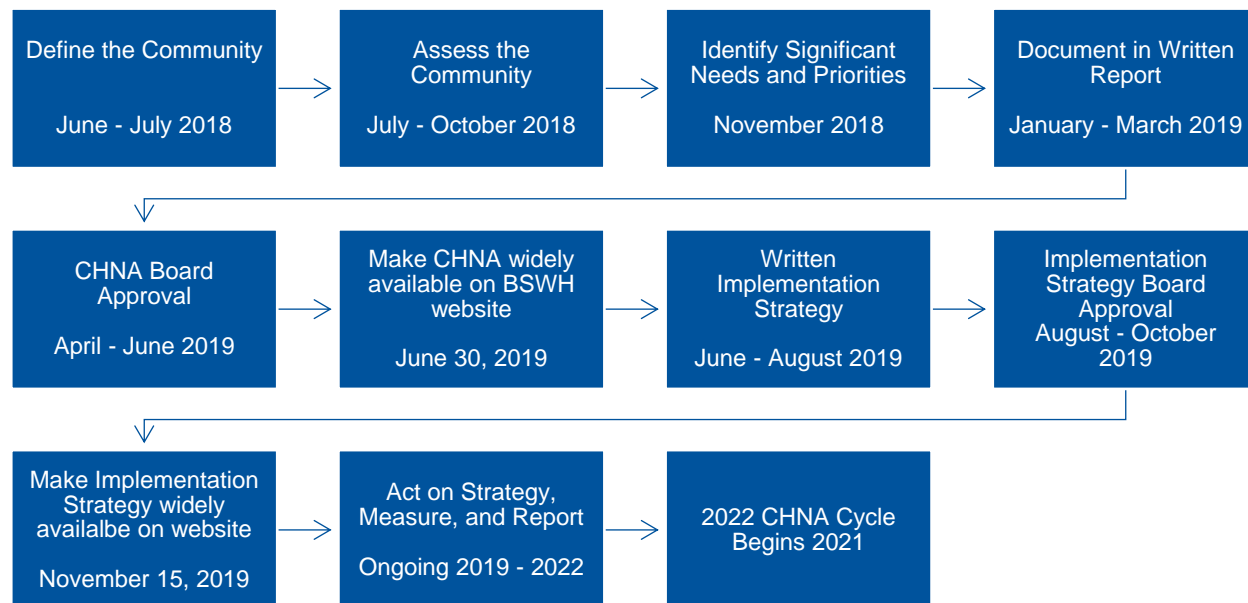 Define the Community
June - July 2018
Assess the
Community
July - October 2018
Identify Significant
Needs and Priorities
November 2018
Document in Written
Report
January - March 2019
CHNA Board
Approval
April - June 2019
Make CHNA widely
available on BSWH
website
June 30, 2019
Written
Implementation
Strategy
June - August 2019
Implementation
Strategy Board
Approval
August - October
2019
Make Implementation
Strategy widely
availalbe on website
November 15, 2019
Act on Strategy,
Measure, and Report
Ongoing 2019 - 2022
2022 CHNA Cycle
Begins 2021